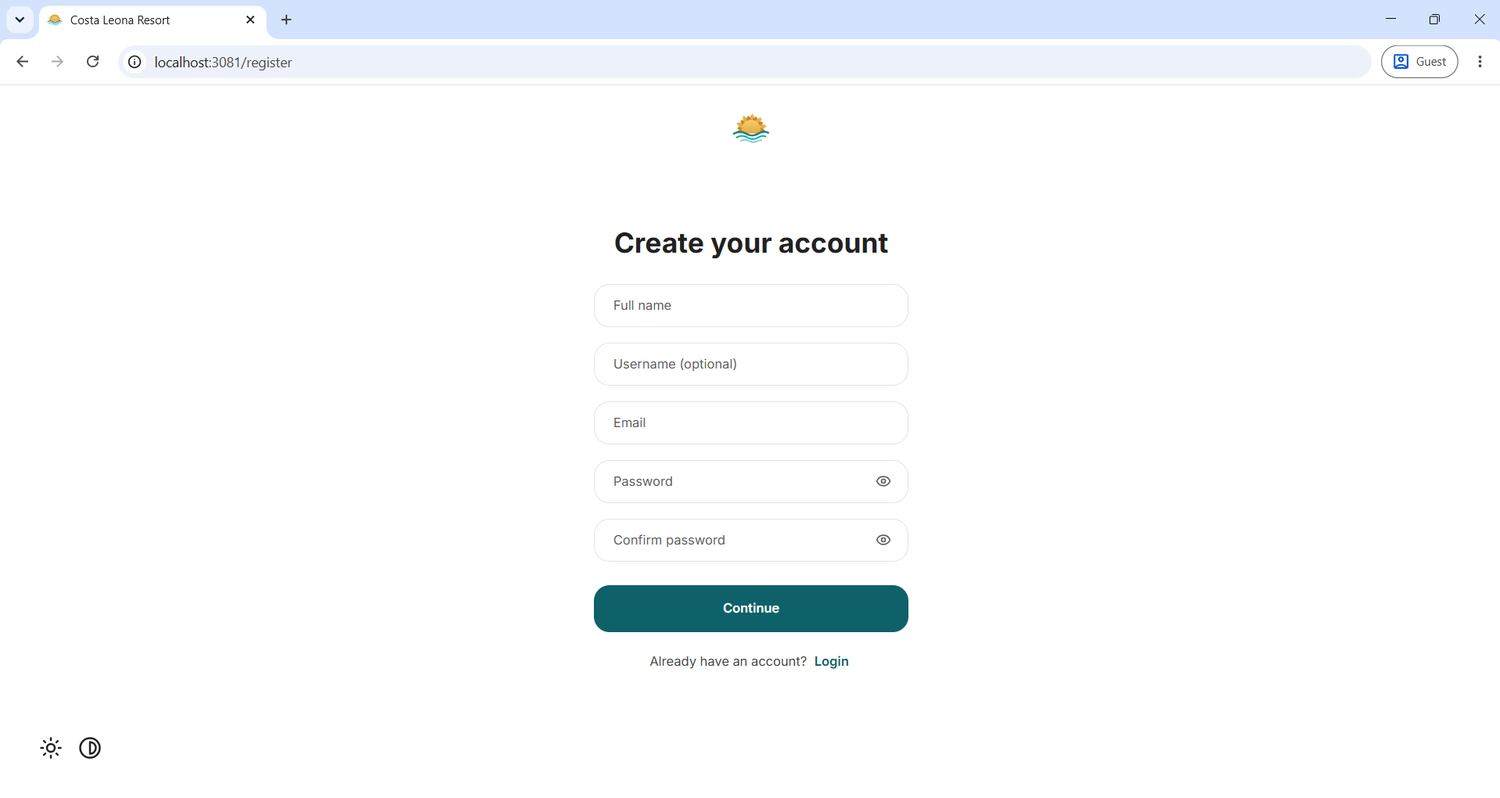 Costa Leona Resort
localhost:3081/register
Guest
Create your account
Full name
Username (optional)
Email
Password
Confirm password
Continue
Already have an account? Login